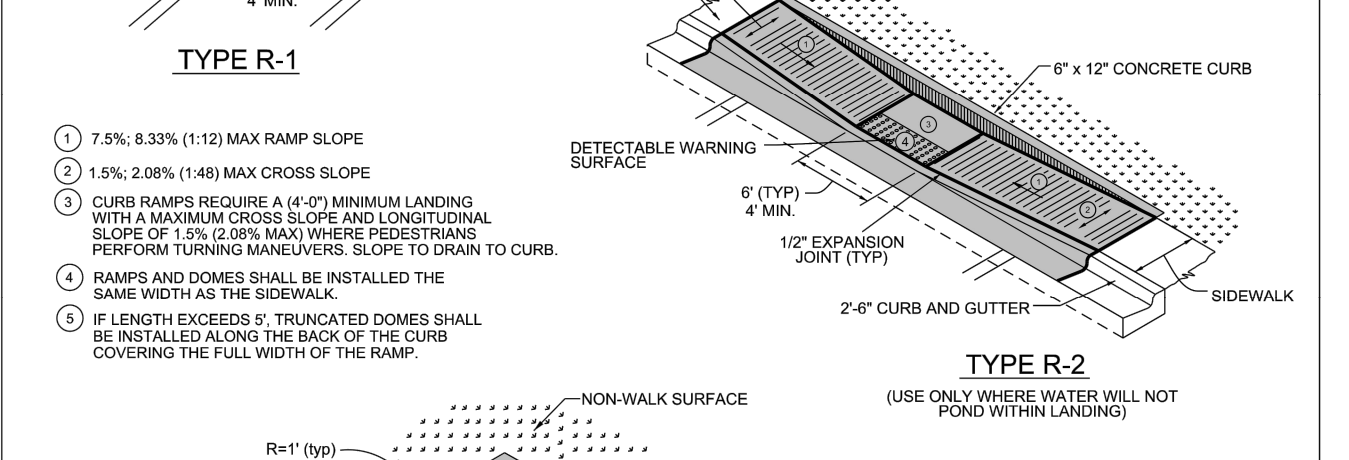 4' MIN.
TYPE R-1
1 7.5%; 8.33% (1:12) MAX RAMP SLOPE
2 1.5%; 2.08% (1:48) MAX CROSS SLOPE
3 CURB RAMPS REQUIRE A (4'-0") MINIMUM LANDING
WITH A MAXIMUM CROSS SLOPE AND LONGITUDINAL
SLOPE OF 1.5% (2.08% MAX) WHERE PEDESTRIANS
PERFORM TURNING MANEUVERS. SLOPE TO DRAIN TO CURB.
4 RAMPS AND DOMES SHALL BE INSTALLED THE
SAME WIDTH AS THE SIDEWALK.
5 IF LENGTH EXCEEDS 5', TRUNCATED DOMES SHALL
BE INSTALLED ALONG THE BACK OF THE CURB
COVERING THE FULL WIDTH OF THE RAMP.
1
6" x 12" CONCRETE CURB
3
4
DETECTABLE WARNING
SURFACE
1
2
6' (TYP)
4' MIN.
1/2" EXPANSION
JOINT (TYP)
SIDEWALK
2'-6" CURB AND GUTTER
TYPE R-2
(USE ONLY WHERE WATER WILL NOT
POND WITHIN LANDING)
NON-WALK SURFACE
R=1' (typ)